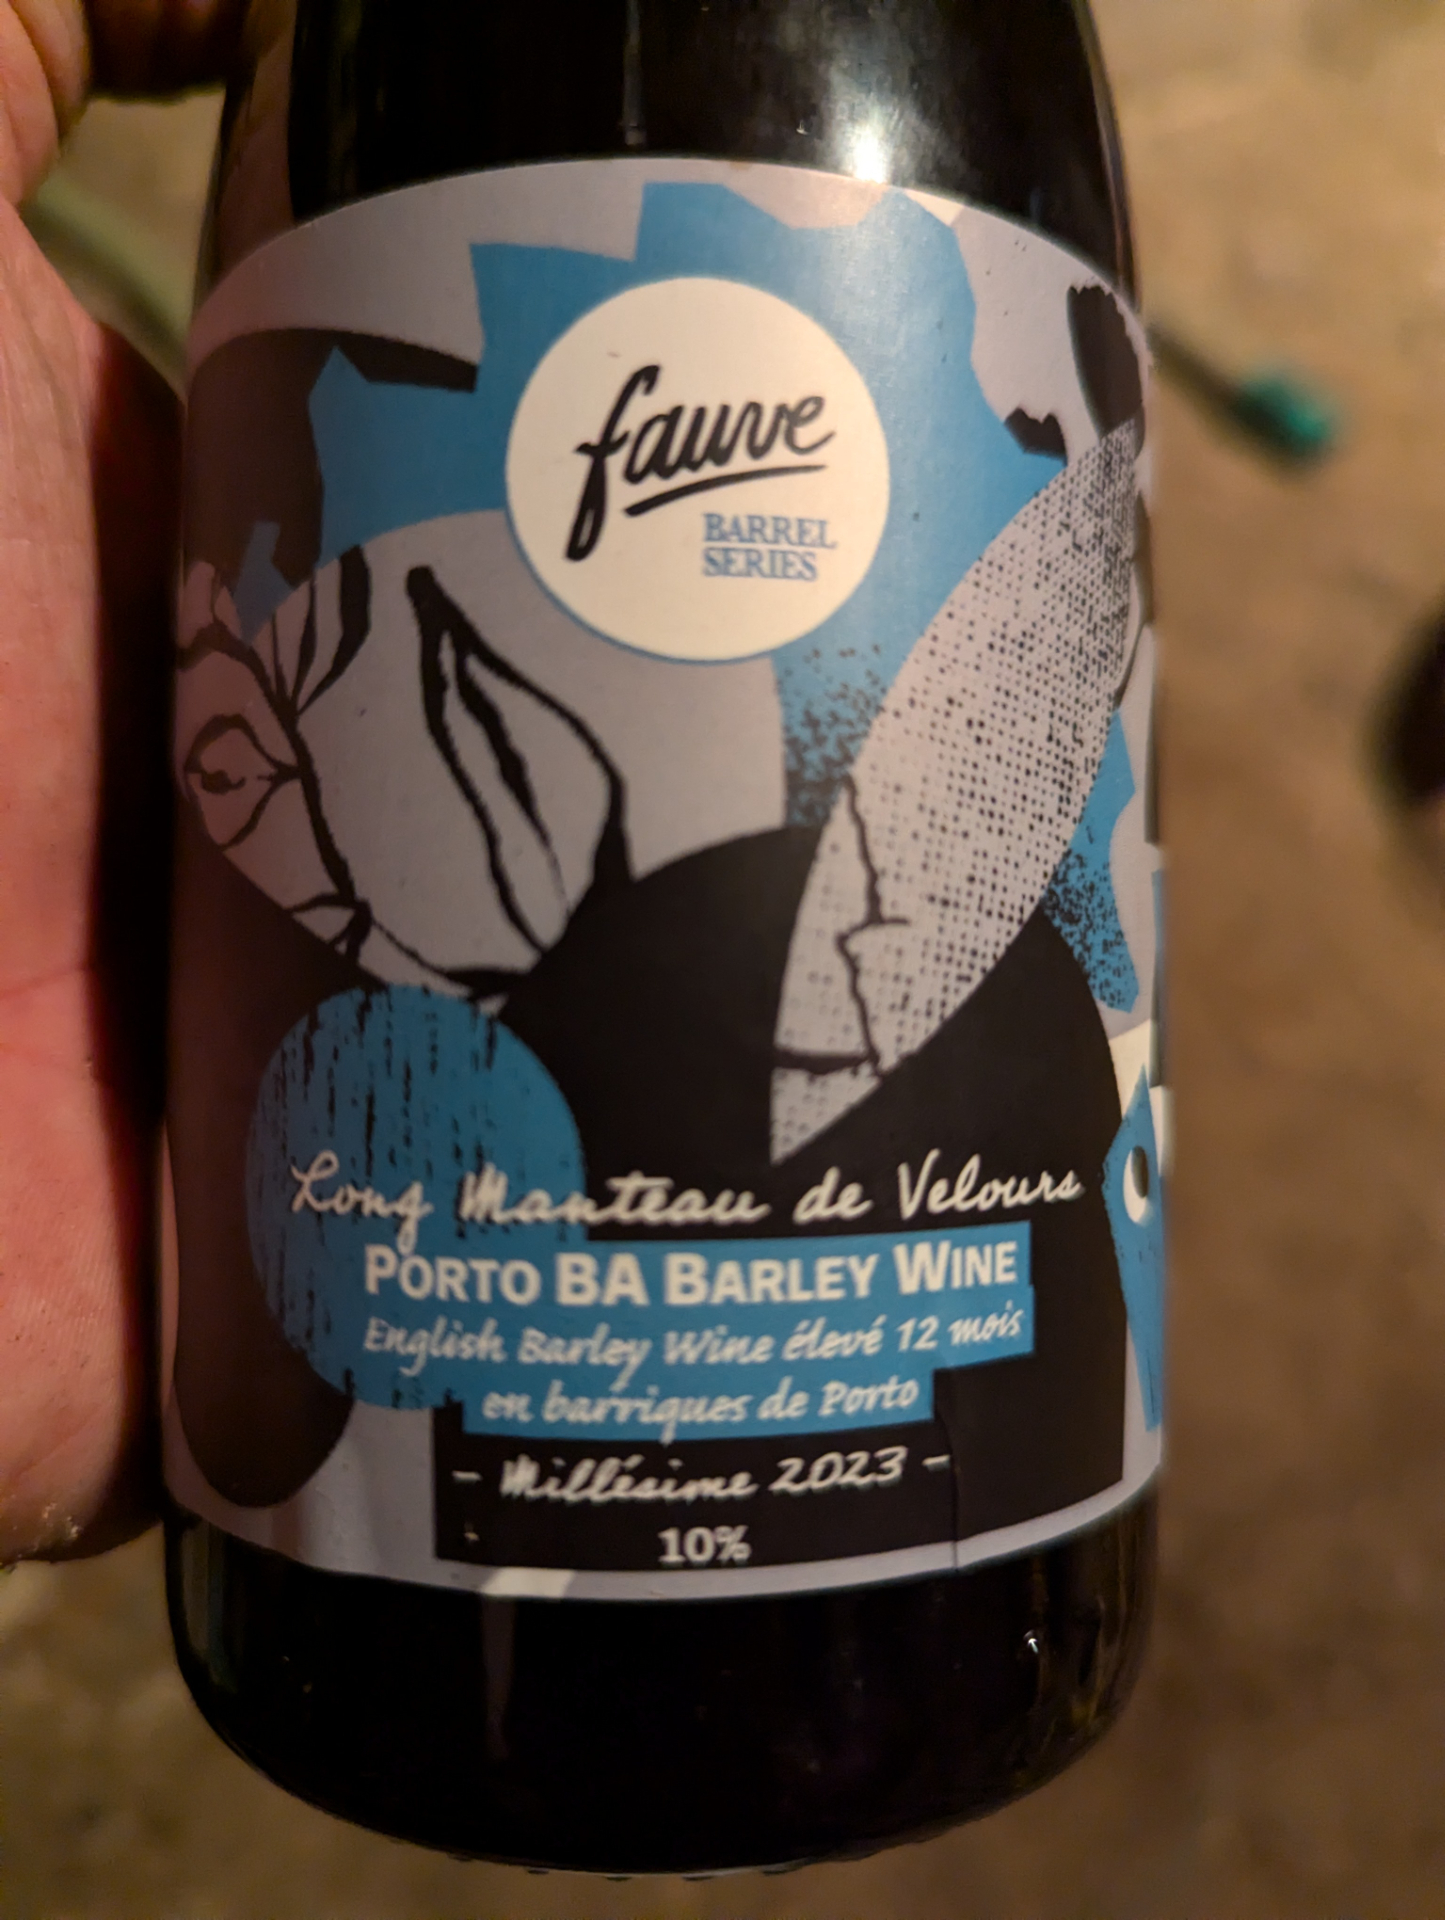 fauve
BARREL
SERIES
Long Manteau de Velours
PORTO BA BARLEY WINE
English Barley Wine élevé 12 mois
en barriques de Porto
- Millésime 2023 -
10%